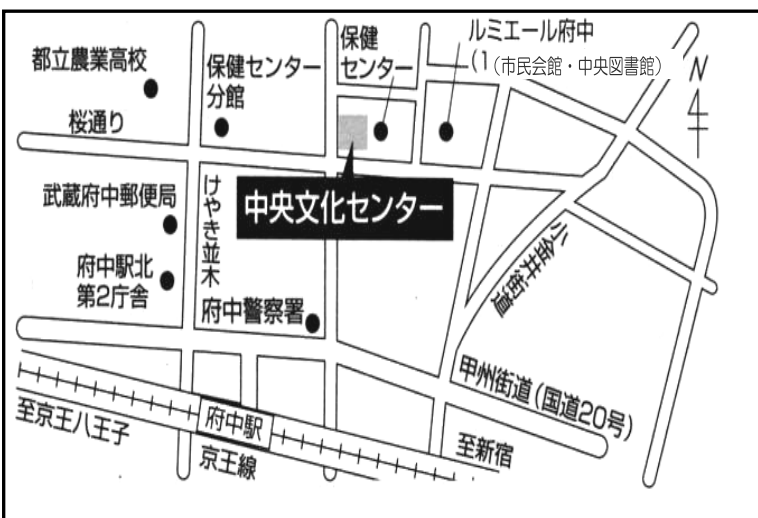 都立農業高校
保健センター
分館
保健
センター
ルミエール府中
(1(市民会館・中央図書館)
N
桜通り
武蔵府中郵便局
けやき並木
中央文化センター
小金井街道
府中駅北
第2庁舎
府中警察署
甲州街道(国道20号)
至京王八王子
府中駅
京王線
至新宿